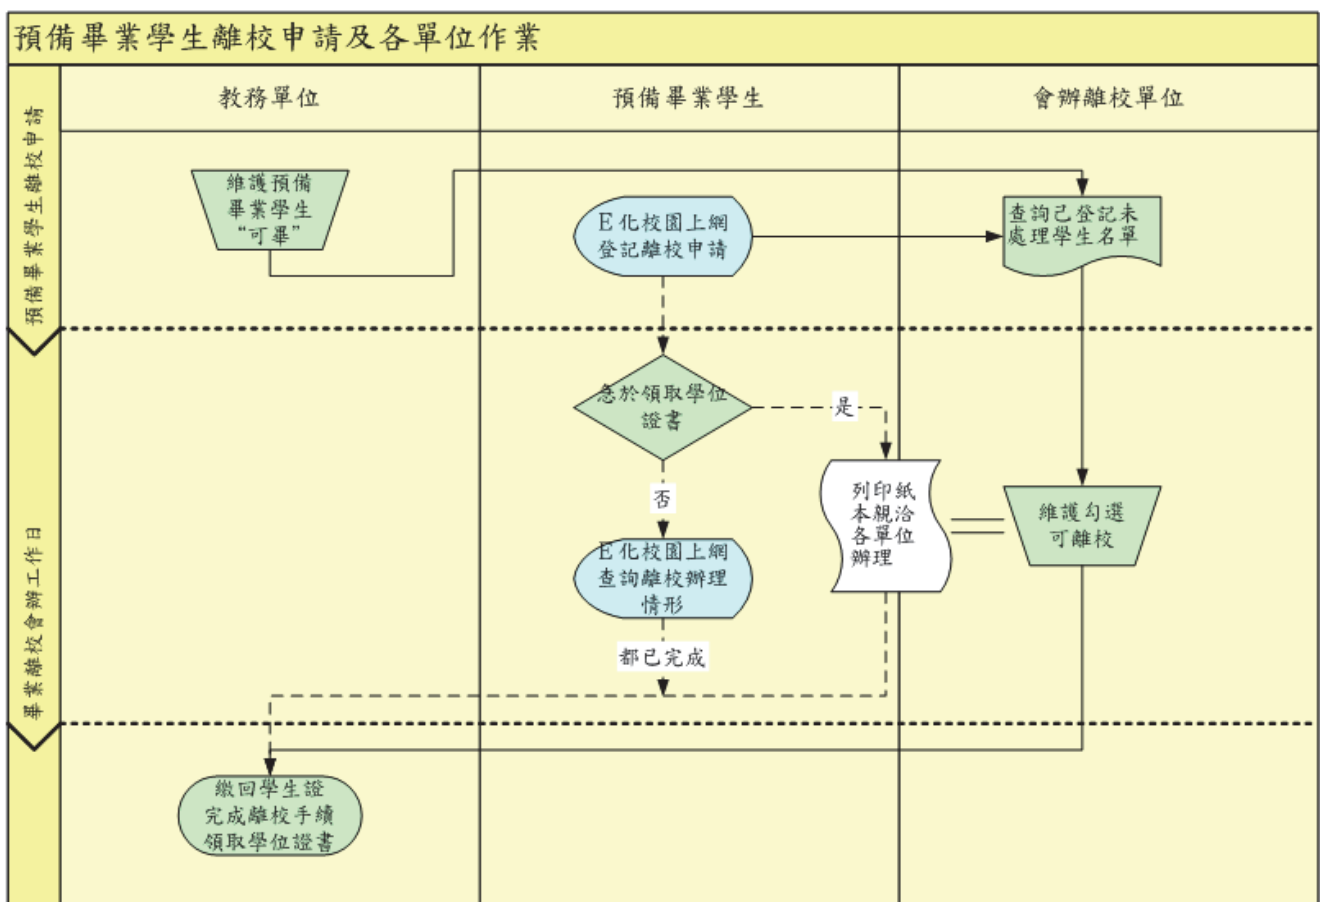 預備畢業學生離校申請及各單位作業
教務單位
預備畢業學生
會辦離校單位
預備畢業學生離校申請
維護預備
畢業學生
“可畢”
E化校園上網
登記離校申請
查詢己登記未
處理學生名單
畢業離校會辦工作日
急於領取學位
證書
是
否
列印紙
本親洽
各單位
辦理
維護勾選
可離校
E化校園上網
查詢離校辦理
情形
都已完成
繳回學生證
完成離校手續
領取學位證書